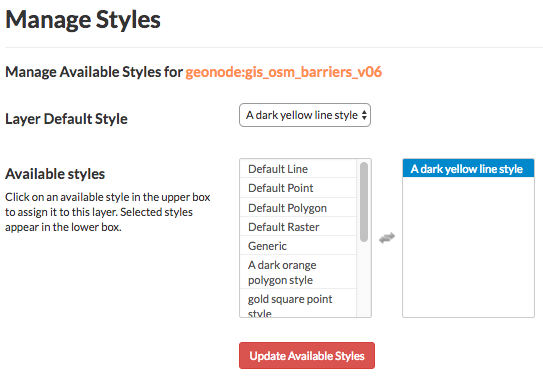 Manage Styles
Manage Available Styles for geonode:gis_osm_barriers_v06
Layer Default Style
A dark yellow line style
Available styles
Click on an available style in the upper box
to assign it to this layer. Selected styles
appear in the lower box.
Default Line
Default Point
Default Polygon
Default Raster
Generic
A dark orange
polygon style
gold square point
style
A dark yellow line style
Update Available Styles